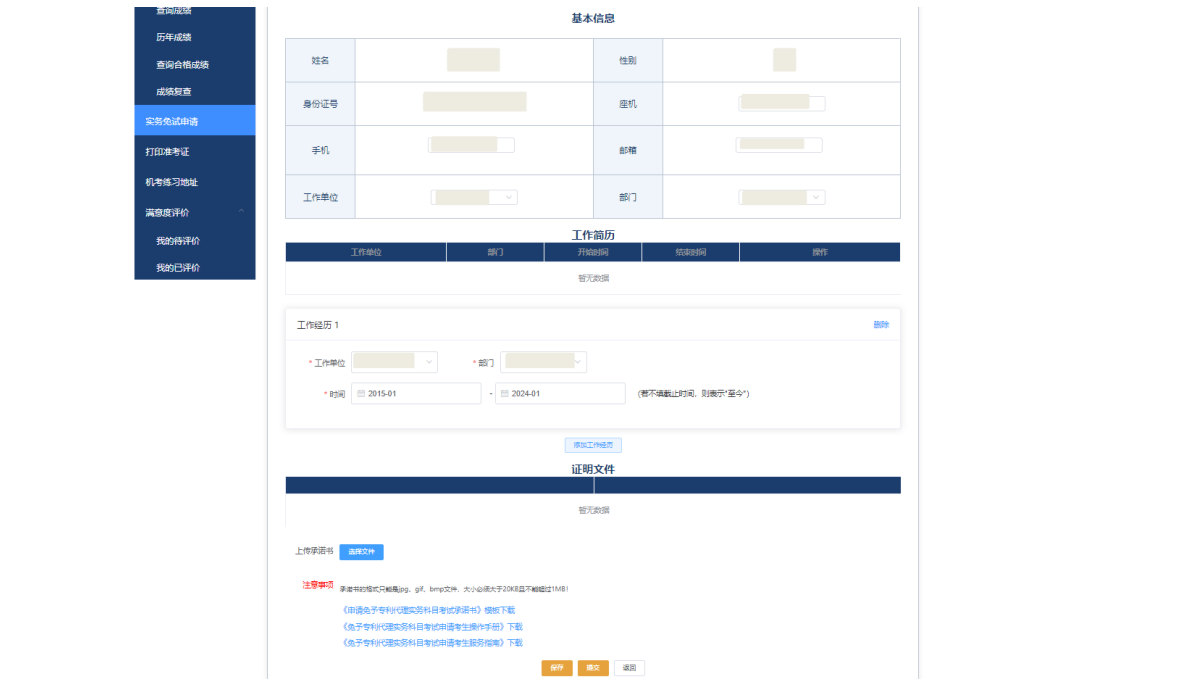 查询成绩
历年成绩
查询合格成绩
成绩复查
实务免试申请
打印准考证
机考练习地址
满意度评价
我的待评价
我的已评价
基本信息
姓名 性别
身份证号 座机
手机 邮箱
工作单位 部门
工作简历
工作单位 部门 开始时间 结束时间 操作
暂无数据
工作经历 1 删除
* 工作单位 * 部门
* 时间 2015-01 - 2024-01 (若不填截止时间，则表示"至今")
添加工作经历
证明文件
暂无数据
上传承诺书 选择文件
注意事项 承诺书的格式只能是jpg、gif、bmp文件，大小必须大于20KB且不能超过1MB！
《申请免予专利代理实务科目考试承诺书》模板下载
《免予专利代理实务科目考试申请考生操作手册》下载
《免予专利代理实务科目考试申请考生服务指南》下载
保存 提交 返回